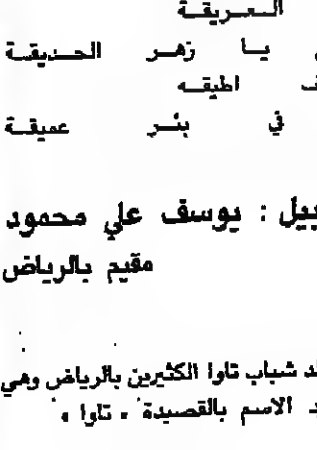 العريقة
يا زهر الحديقة
اطيقه
في بئر عميقة
يوسف علي محمود
مقيم بالرياض
شباب تاوا الكثيرين بالرياض وهي
الاسم بالقصيدة « تاوا »